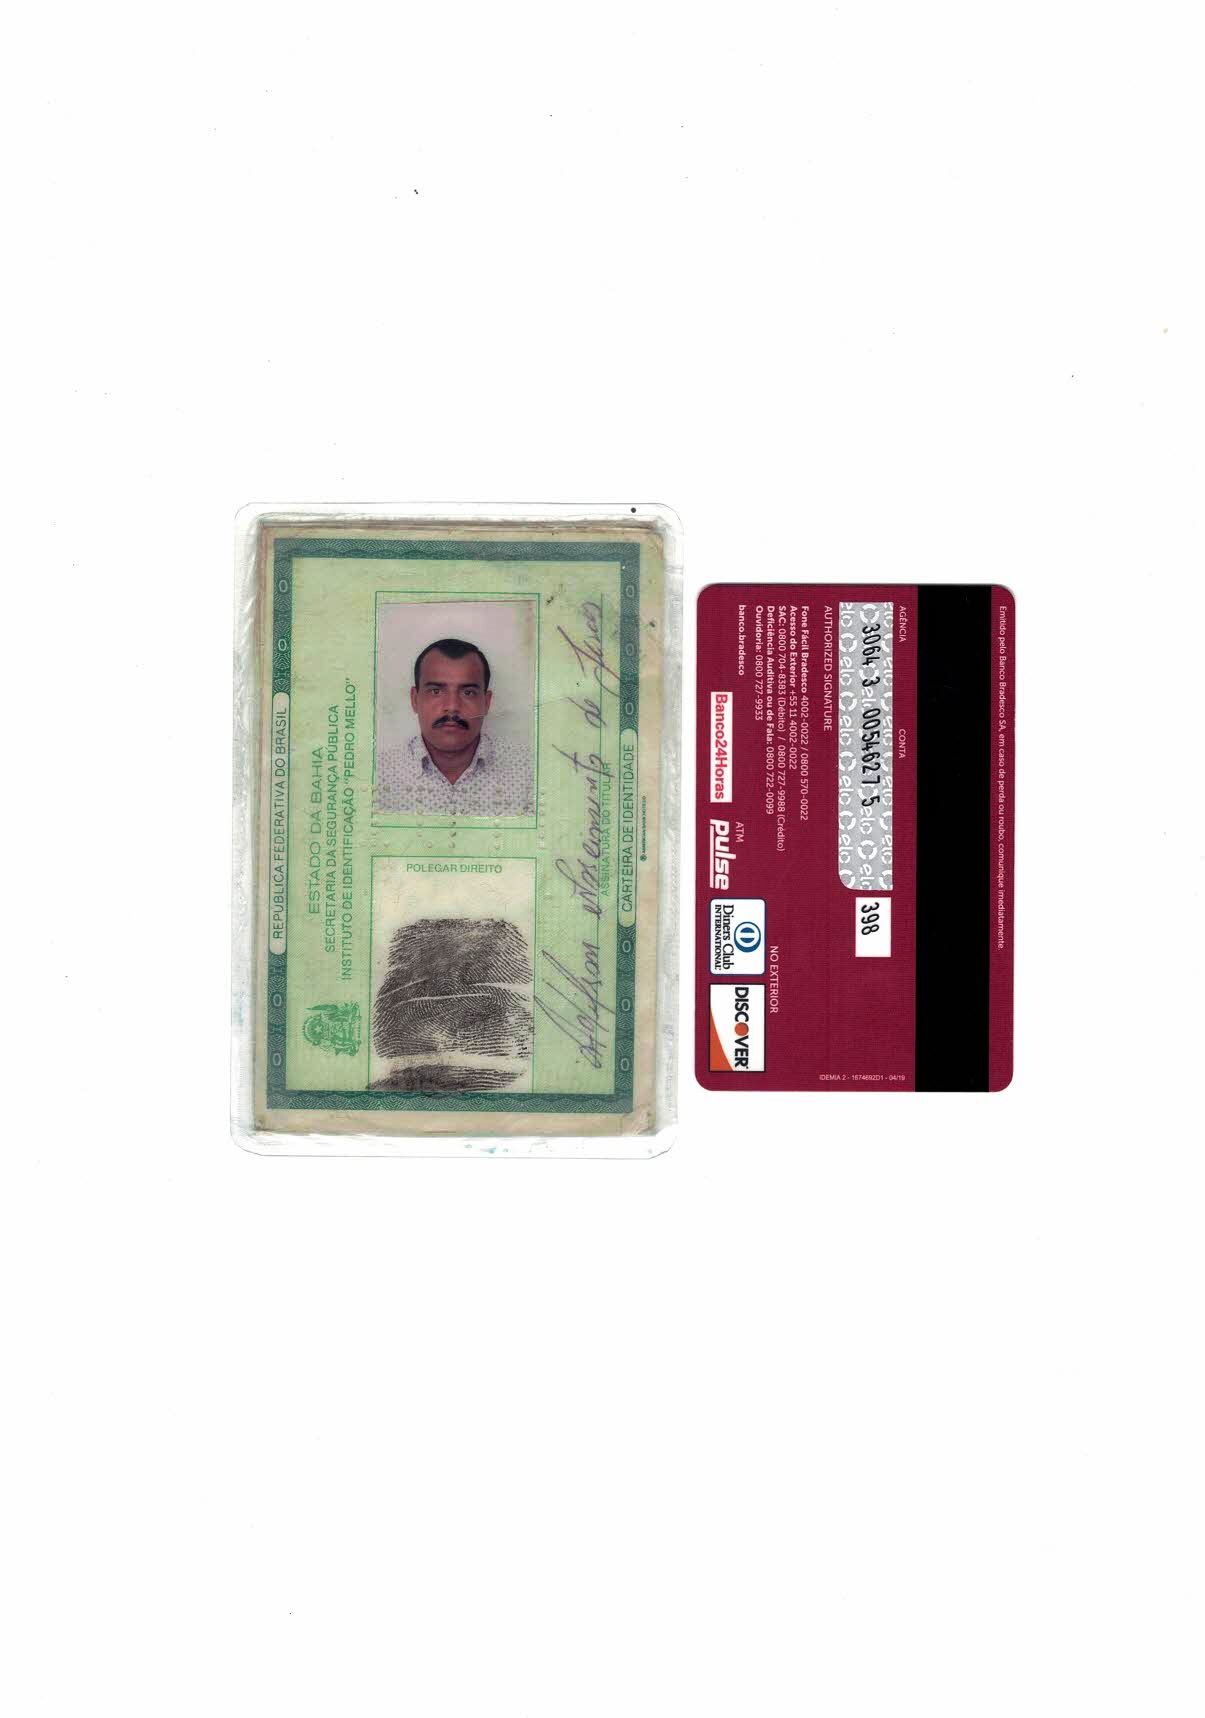 REPÚBLICA FEDERATIVA DO BRASIL
ESTADO DA BAHIA
SECRETARIA DA SEGURANÇA PÚBLICA
INSTITUTO DE IDENTIFICAÇÃO "PEDRO MELLO"
POLEGAR DIREITO
Adilson Nascimento de Jesus
ASSINATURA DO TITULAR
CARTEIRA DE IDENTIDADE
Emitido pelo Banco Bradesco SA, em caso de perda ou roubo, comunique imediatamente.
AGÊNCIA CONTA
3064 3 0054627 5 398
elo elo elo elo elo
AUTHORIZED SIGNATURE
Fone Fácil Bradesco 4002-0022 / 0800 570-0022
Acesso do Exterior +55 11 4002-0022
SAC: 0800 704-8383 (Débito) / 0800 727-9988 (Crédito)
Deficiência Auditiva ou de Fala: 0800 722-0099
Ouvidoria: 0800 727-9933
banco.bradesco
NO EXTERIOR
Banco24Horas
ATM
pulse
Diners Club
INTERNATIONAL
DISCOVER